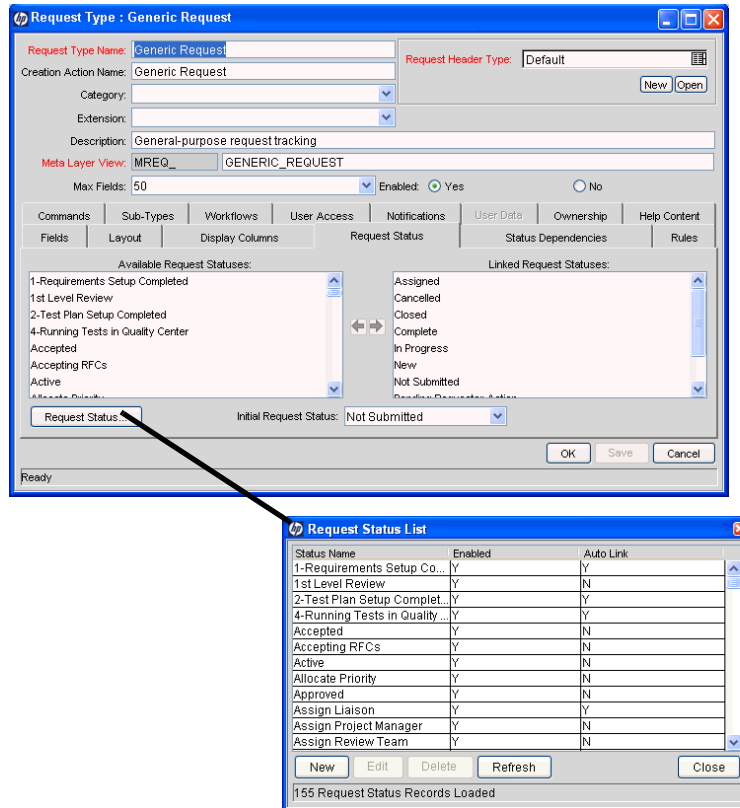 hp Request Type : Generic Request
Request Type Name: Generic Request
Request Header Type: Default
Creation Action Name: Generic Request
New Open
Category:
Extension:
Description: General-purpose request tracking
Meta Layer View: MREQ_ GENERIC_REQUEST
Max Fields: 50 Enabled: Yes No
Commands Sub-Types Workflows User Access Notifications User Data Ownership Help Content
Fields Layout Display Columns Request Status Status Dependencies Rules
Available Request Statuses: Linked Request Statuses:
1-Requirements Setup Completed Assigned
1st Level Review Cancelled
2-Test Plan Setup Completed Closed
4-Running Tests in Quality Center Complete
Accepted In Progress
Accepting RFCs New
Active Not Submitted
Allocate Priority Pending Requestor Action
Request Status... Initial Request Status: Not Submitted
OK Save Cancel
Ready
hp Request Status List
Status Name Enabled Auto Link
1-Requirements Setup Co... Y Y
1st Level Review Y N
2-Test Plan Setup Complet... Y Y
4-Running Tests in Quality ... Y Y
Accepted Y N
Accepting RFCs Y N
Active Y N
Allocate Priority Y N
Approved Y N
Assign Liaison Y Y
Assign Project Manager Y N
Assign Review Team Y N
New Edit Delete Refresh Close
155 Request Status Records Loaded